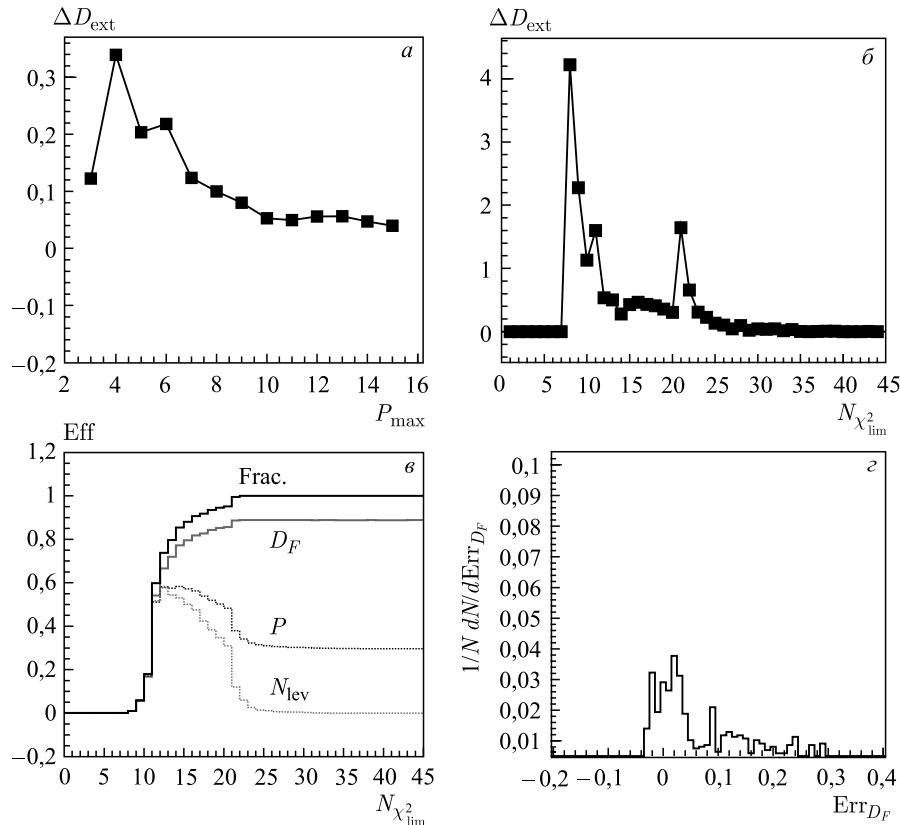 ΔD_ext
а
0,3
0,2
0,1
0
−0,1
−0,2
2 4 6 8 10 12 14 16
P_max
ΔD_ext
б
4
3
2
1
0
0 5 10 15 20 25 30 35 40 45
N_χ²_lim
Eff
в
1,2
1
0,8
0,6
0,4
0,2
0
−0,2
Frac.
D_F
P
N_lev
0 5 10 15 20 25 30 35 40 45
N_χ²_lim
г
1/N dN/dErr_D_F
0,1
0,09
0,08
0,07
0,06
0,05
0,04
0,03
0,02
0,01
−0,2 −0,1 0 0,1 0,2 0,3 0,4
Err_D_F